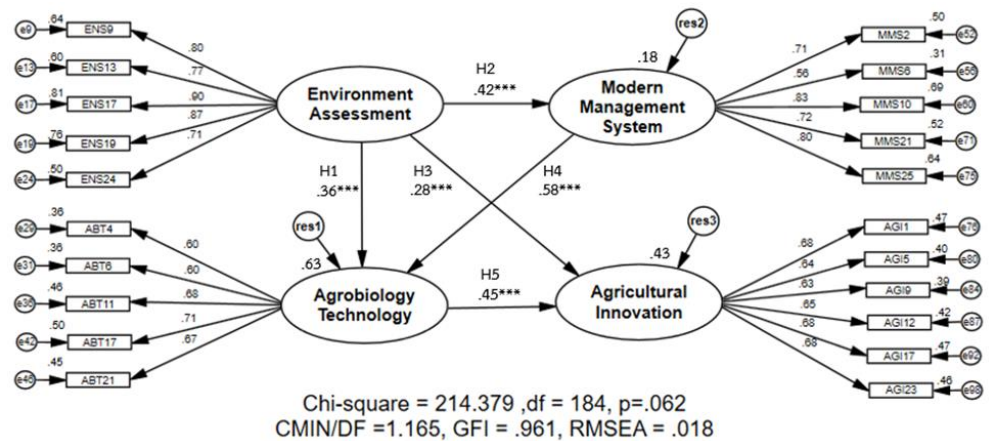 e9 .64 ENS9 .80
e13 .60 ENS13 .77
e17 .81 ENS17 .90
e19 .76 ENS19 .87
e24 .50 ENS24 .71
Environment
Assessment
H2
.42***
res2
.18
Modern
Management
System
.71 MMS2 .50 e52
.56 MMS6 .31 e56
.83 MMS10 .69 e60
.72 MMS21 .52 e71
.80 MMS25 .64 e75
H1
.36***
H3
.28***
H4
.58***
e29 .36 ABT4 .60
e31 .36 ABT6 .60
e36 .46 ABT11 .68
e42 .50 ABT17 .71
e46 .45 ABT21 .67
res1
.63
Agrobiology
Technology
H5
.45***
res3
.43
Agricultural
Innovation
.68 AGI1 .47 e76
.64 AGI5 .40 e80
.63 AGI9 .39 e84
.65 AGI12 .42 e87
.68 AGI17 .47 e92
.68 AGI23 .46 e98
Chi-square = 214.379 ,df = 184, p=.062
CMIN/DF =1.165, GFI = .961, RMSEA = .018